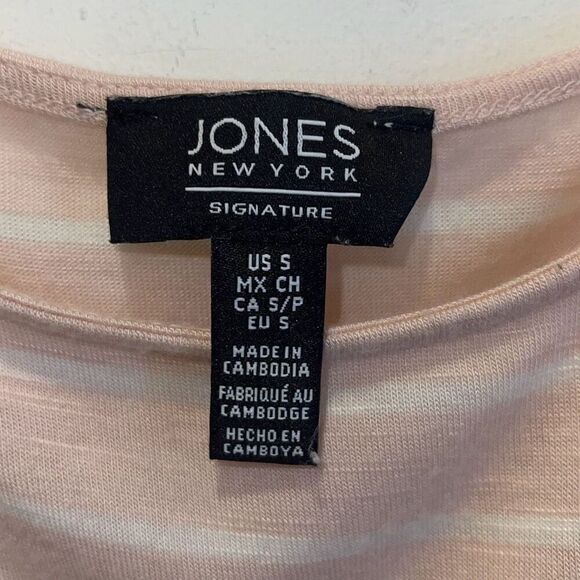 JONES
NEW YORK
SIGNATURE
US S
MX CH
CA S/P
EU S
MADE IN
CAMBODIA
FABRIQUÉ AU
CAMBODGE
HECHO EN
CAMBOYA